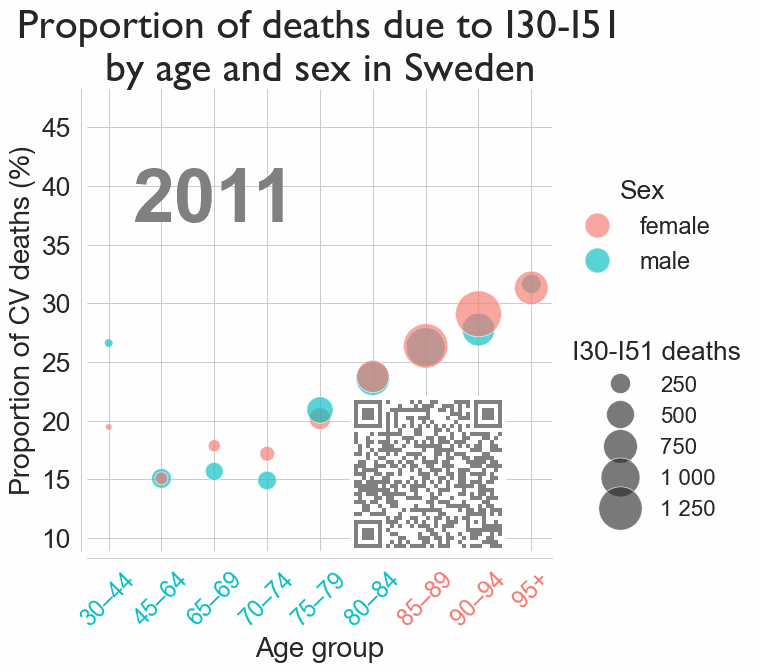 Proportion of deaths due to I30-I51
by age and sex in Sweden
2011
Proportion of CV deaths (%)
45
40
35
30
25
20
15
10
30–44
45–64
65–69
70–74
75–79
80–84
85–89
90–94
95+
Age group
Sex
female
male
I30-I51 deaths
250
500
750
1 000
1 250